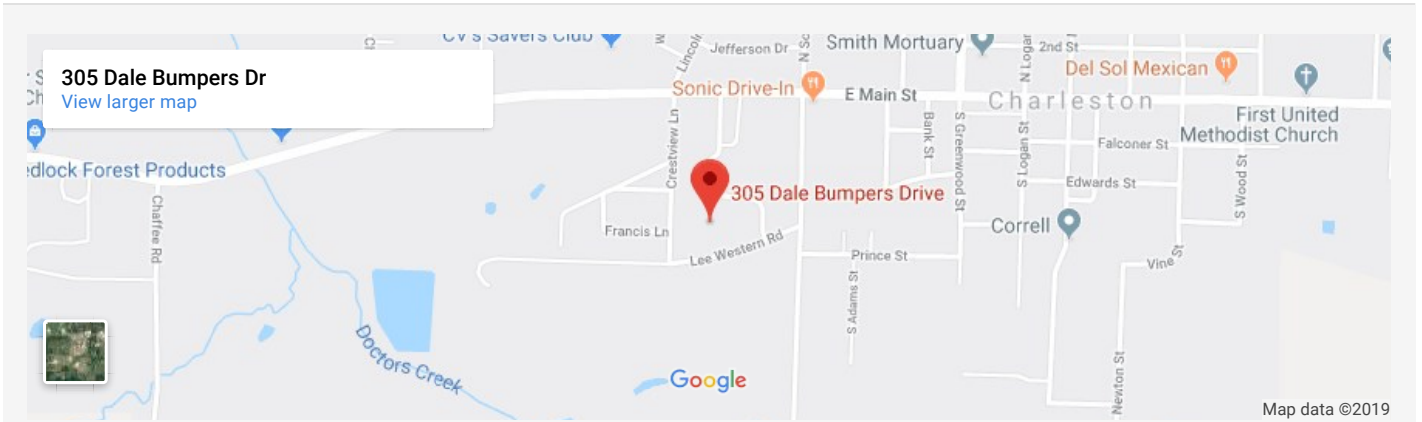 CV's Savers Club
305 Dale Bumpers Dr
View larger map
Jefferson Dr
Smith Mortuary
2nd St
N Logan
Del Sol Mexican
Sonic Drive-In
E Main St
Charleston
First United
Methodist Church
Lincoln
N Sc
Crestview Ln
Bank St
S Greenwood St
S Logan St
Falconer St
Edwards St
S Wood St
edlock Forest Products
Chaffee Rd
305 Dale Bumpers Drive
Francis Ln
Lee Western Rd
Correll
Prince St
Vine St
S Adams St
Doctors Creek
Newton St
Google
Map data ©2019